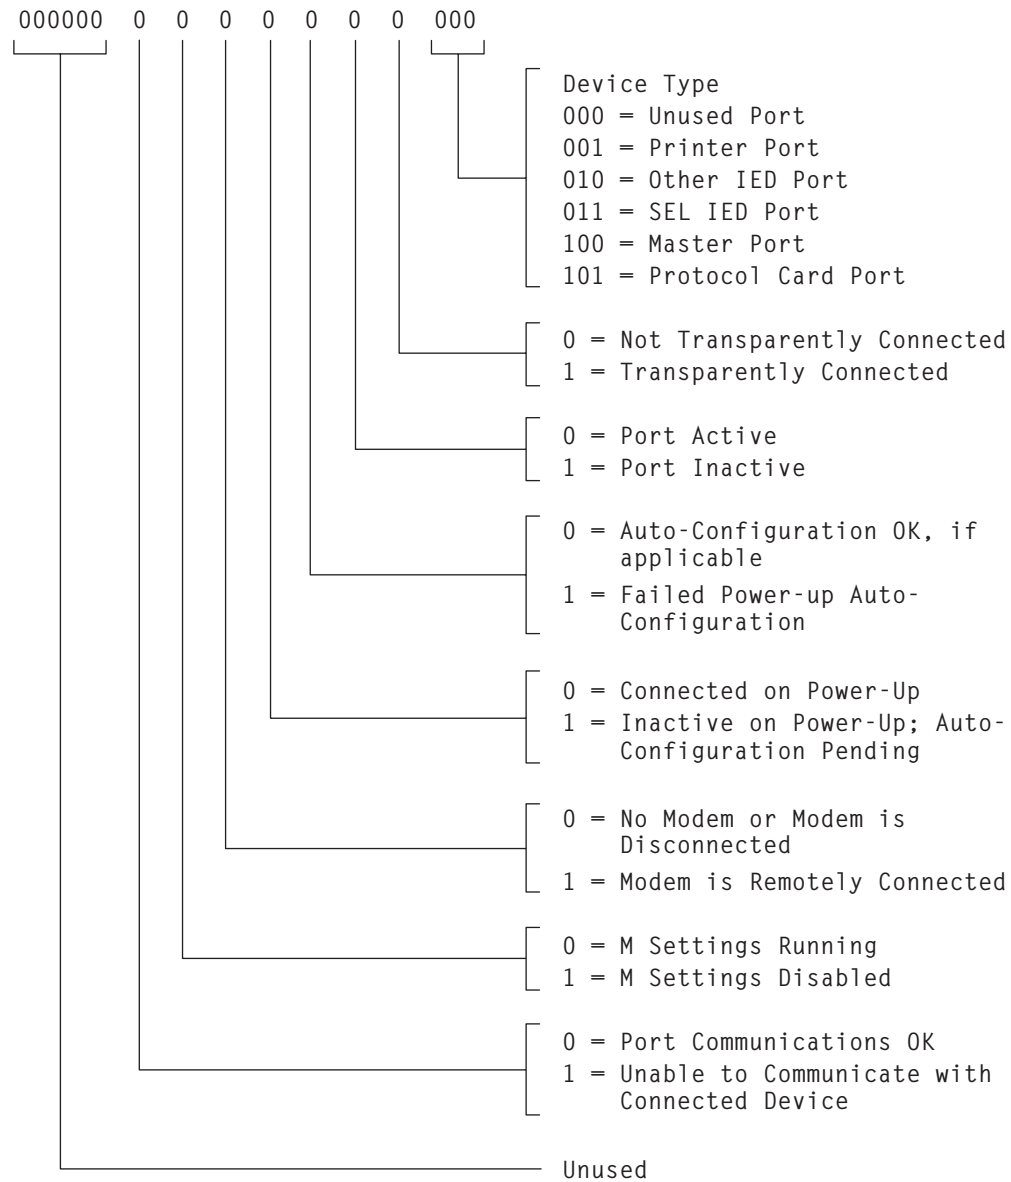 000000 0 0 0 0 0 0 0 000
Device Type
000 = Unused Port
001 = Printer Port
010 = Other IED Port
011 = SEL IED Port
100 = Master Port
101 = Protocol Card Port
0 = Not Transparently Connected
1 = Transparently Connected
0 = Port Active
1 = Port Inactive
0 = Auto-Configuration OK, if
applicable
1 = Failed Power-up Auto-
Configuration
0 = Connected on Power-Up
1 = Inactive on Power-Up; Auto-
Configuration Pending
0 = No Modem or Modem is
Disconnected
1 = Modem is Remotely Connected
0 = M Settings Running
1 = M Settings Disabled
0 = Port Communications OK
1 = Unable to Communicate with
Connected Device
Unused